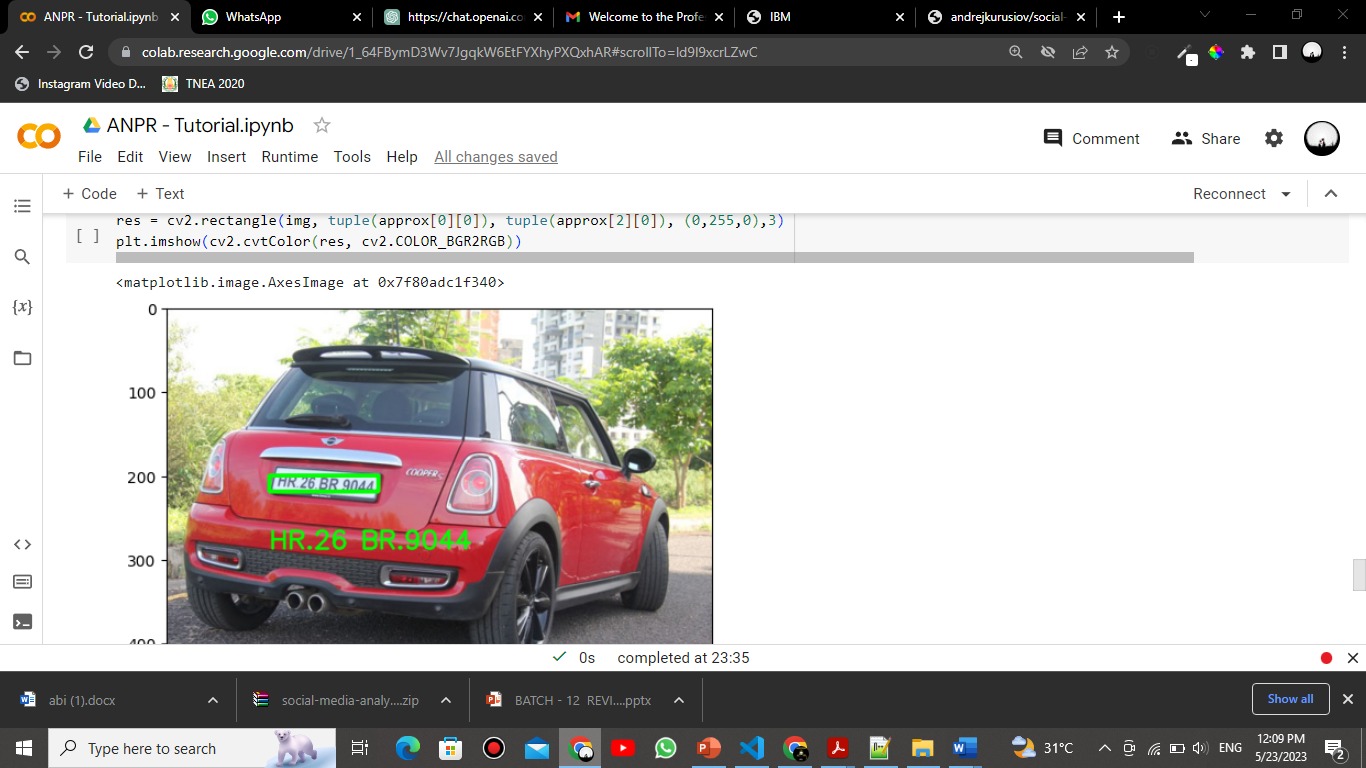 ANPR - Tutorial.ipynb
WhatsApp
https://chat.openai.co
Welcome to the Profe
IBM
andrejkurusiov/social-
colab.research.google.com/drive/1_64FBymD3Wv7JgqkW6EtFYXhyPXQxhAR#scrollTo=ld9I9xcrLZwC
Instagram Video D...
TNEA 2020
ANPR - Tutorial.ipynb
Comment
Share
File Edit View Insert Runtime Tools Help All changes saved
+ Code + Text
Reconnect
res = cv2.rectangle(img, tuple(approx[0][0]), tuple(approx[2][0]), (0,255,0),3)
[ ]
plt.imshow(cv2.cvtColor(res, cv2.COLOR_BGR2RGB))
{x}
<matplotlib.image.AxesImage at 0x7f80adc1f340>
0
100
200
300
400
COOPER
HR 26 BR 9044
HR.26 BR.9044
0s completed at 23:35
abi (1).docx
social-media-analy....zip
BATCH - 12 REVI....pptx
Show all
Type here to search
31°C
ENG
12:09 PM
5/23/2023
2